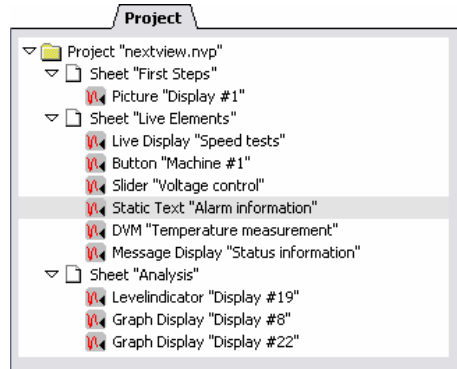 Project
Project "nextview.nvp"
Sheet "First Steps"
Picture "Display #1"
Sheet "Live Elements"
Live Display "Speed tests"
Button "Machine #1"
Slider "Voltage control"
Static Text "Alarm information"
DVM "Temperature measurement"
Message Display "Status information"
Sheet "Analysis"
Levelindicator "Display #19"
Graph Display "Display #8"
Graph Display "Display #22"